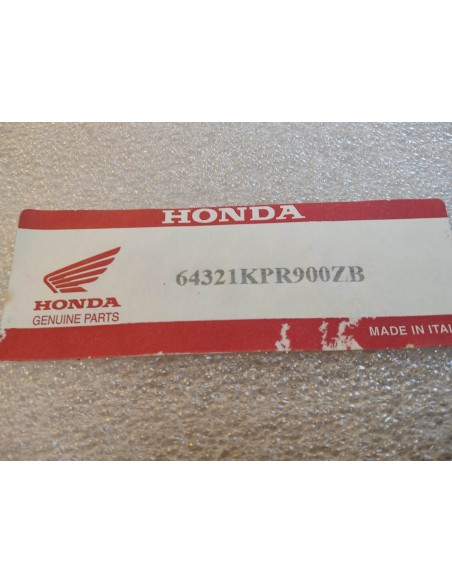 HONDA
64321KPR900ZB
HONDA
GENUINE PARTS
MADE IN ITAL